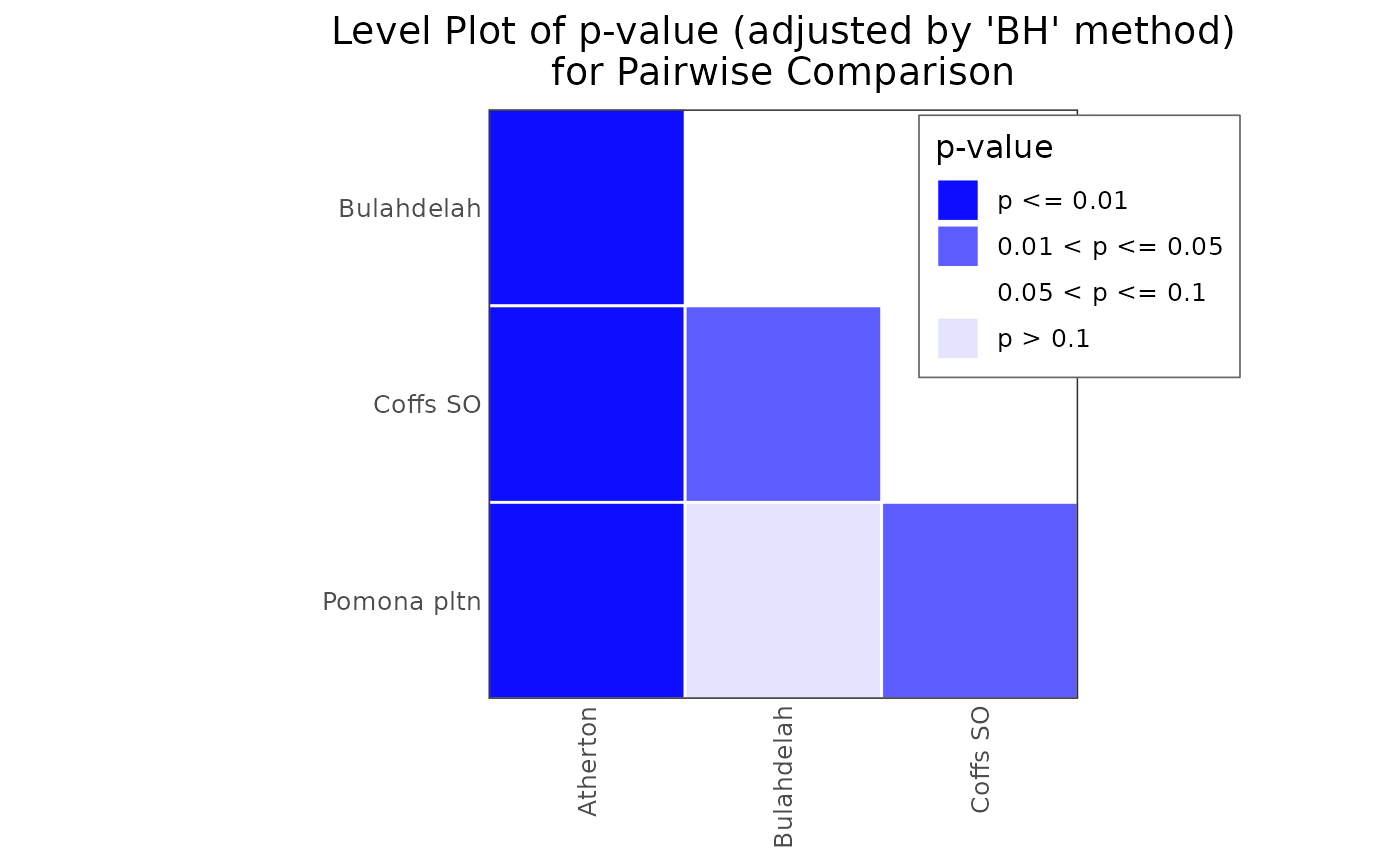 Level Plot of p-value (adjusted by 'BH' method)
for Pairwise Comparison
p-value
p <= 0.01
0.01 < p <= 0.05
0.05 < p <= 0.1
p > 0.1
Bulahdelah
Coffs SO
Pomona pltn
Atherton
Bulahdelah
Coffs SO